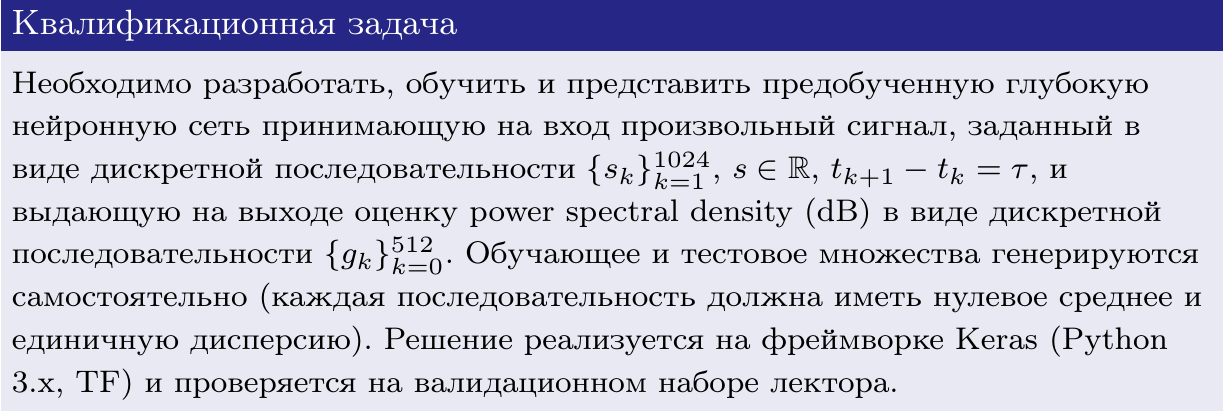 Квалификационная задача
Необходимо разработать, обучить и представить предобученную глубокую
нейронную сеть принимающую на вход произвольный сигнал, заданный в
виде дискретной последовательности $\{s_k\}_{k=1}^{1024}$, $s \in \mathbb{R}$, $t_{k+1} - t_k = \tau$, и
выдающую на выходе оценку power spectral density (dB) в виде дискретной
последовательности $\{g_k\}_{k=0}^{512}$. Обучающее и тестовое множества генерируются
самостоятельно (каждая последовательность должна иметь нулевое среднее и
единичную дисперсию). Решение реализуется на фреймворке Keras (Python
3.x, TF) и проверяется на валидационном наборе лектора.